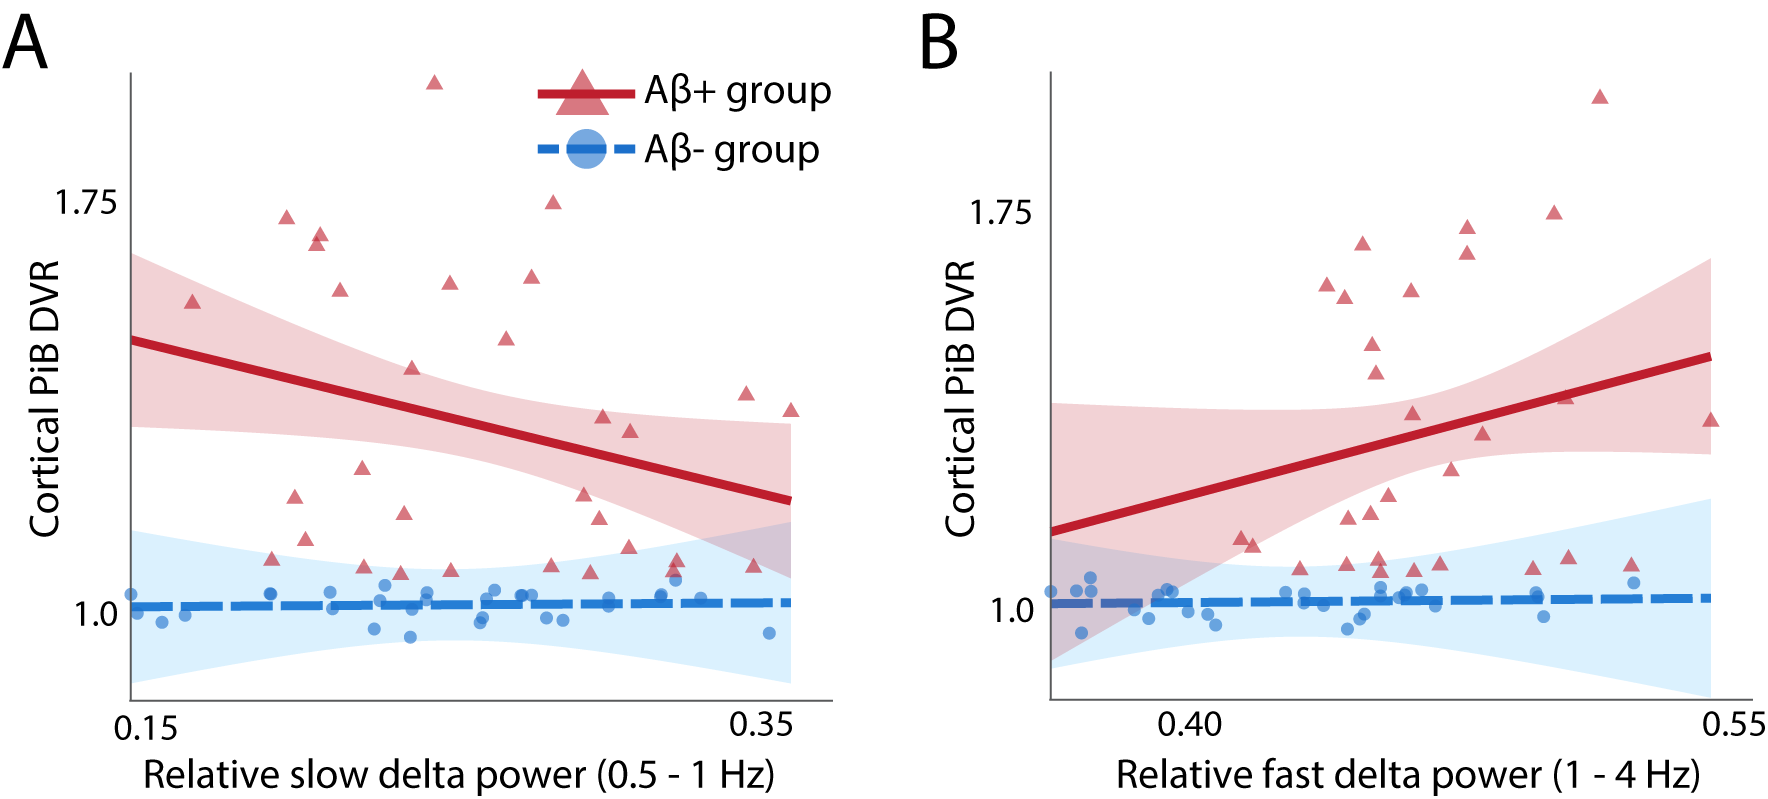 A
B
Aβ+ group
Aβ- group
1.75
1.0
Cortical PiB DVR
0.15
0.35
Relative slow delta power (0.5 - 1 Hz)
1.75
1.0
Cortical PiB DVR
0.40
0.55
Relative fast delta power (1 - 4 Hz)